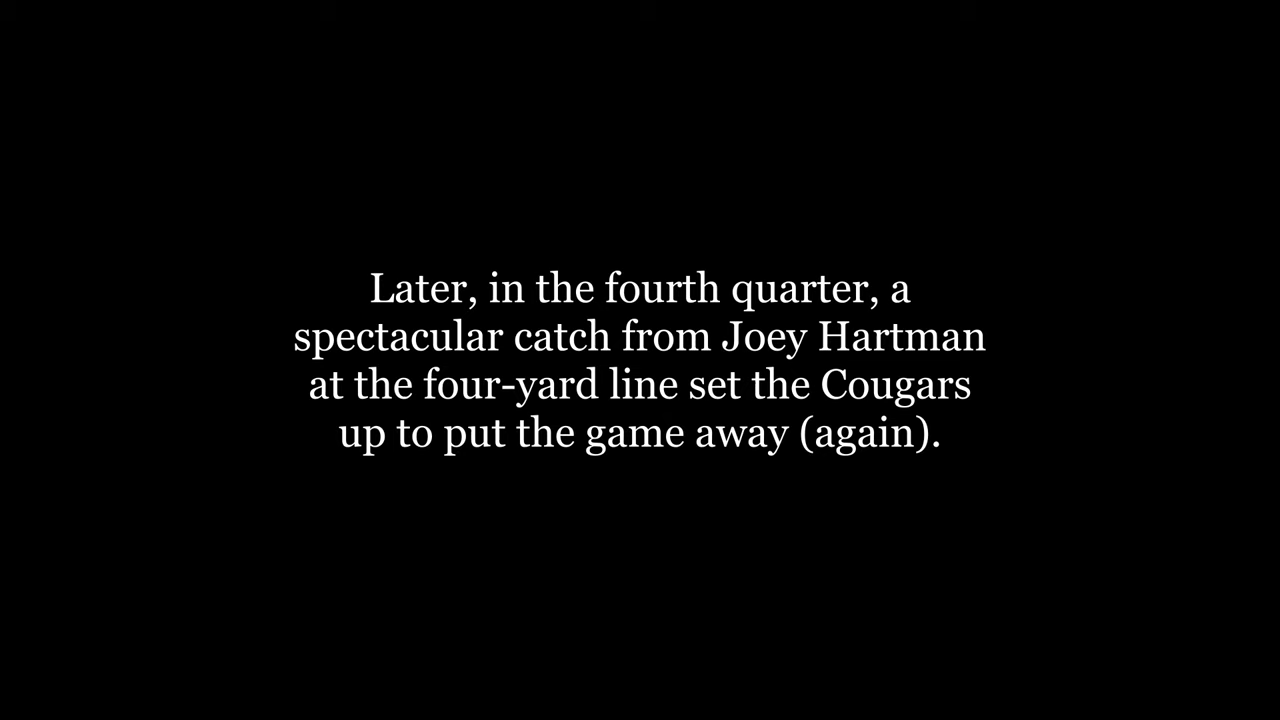 Later, in the fourth quarter, a
spectacular catch from Joey Hartman
at the four-yard line set the Cougars
up to put the game away (again).